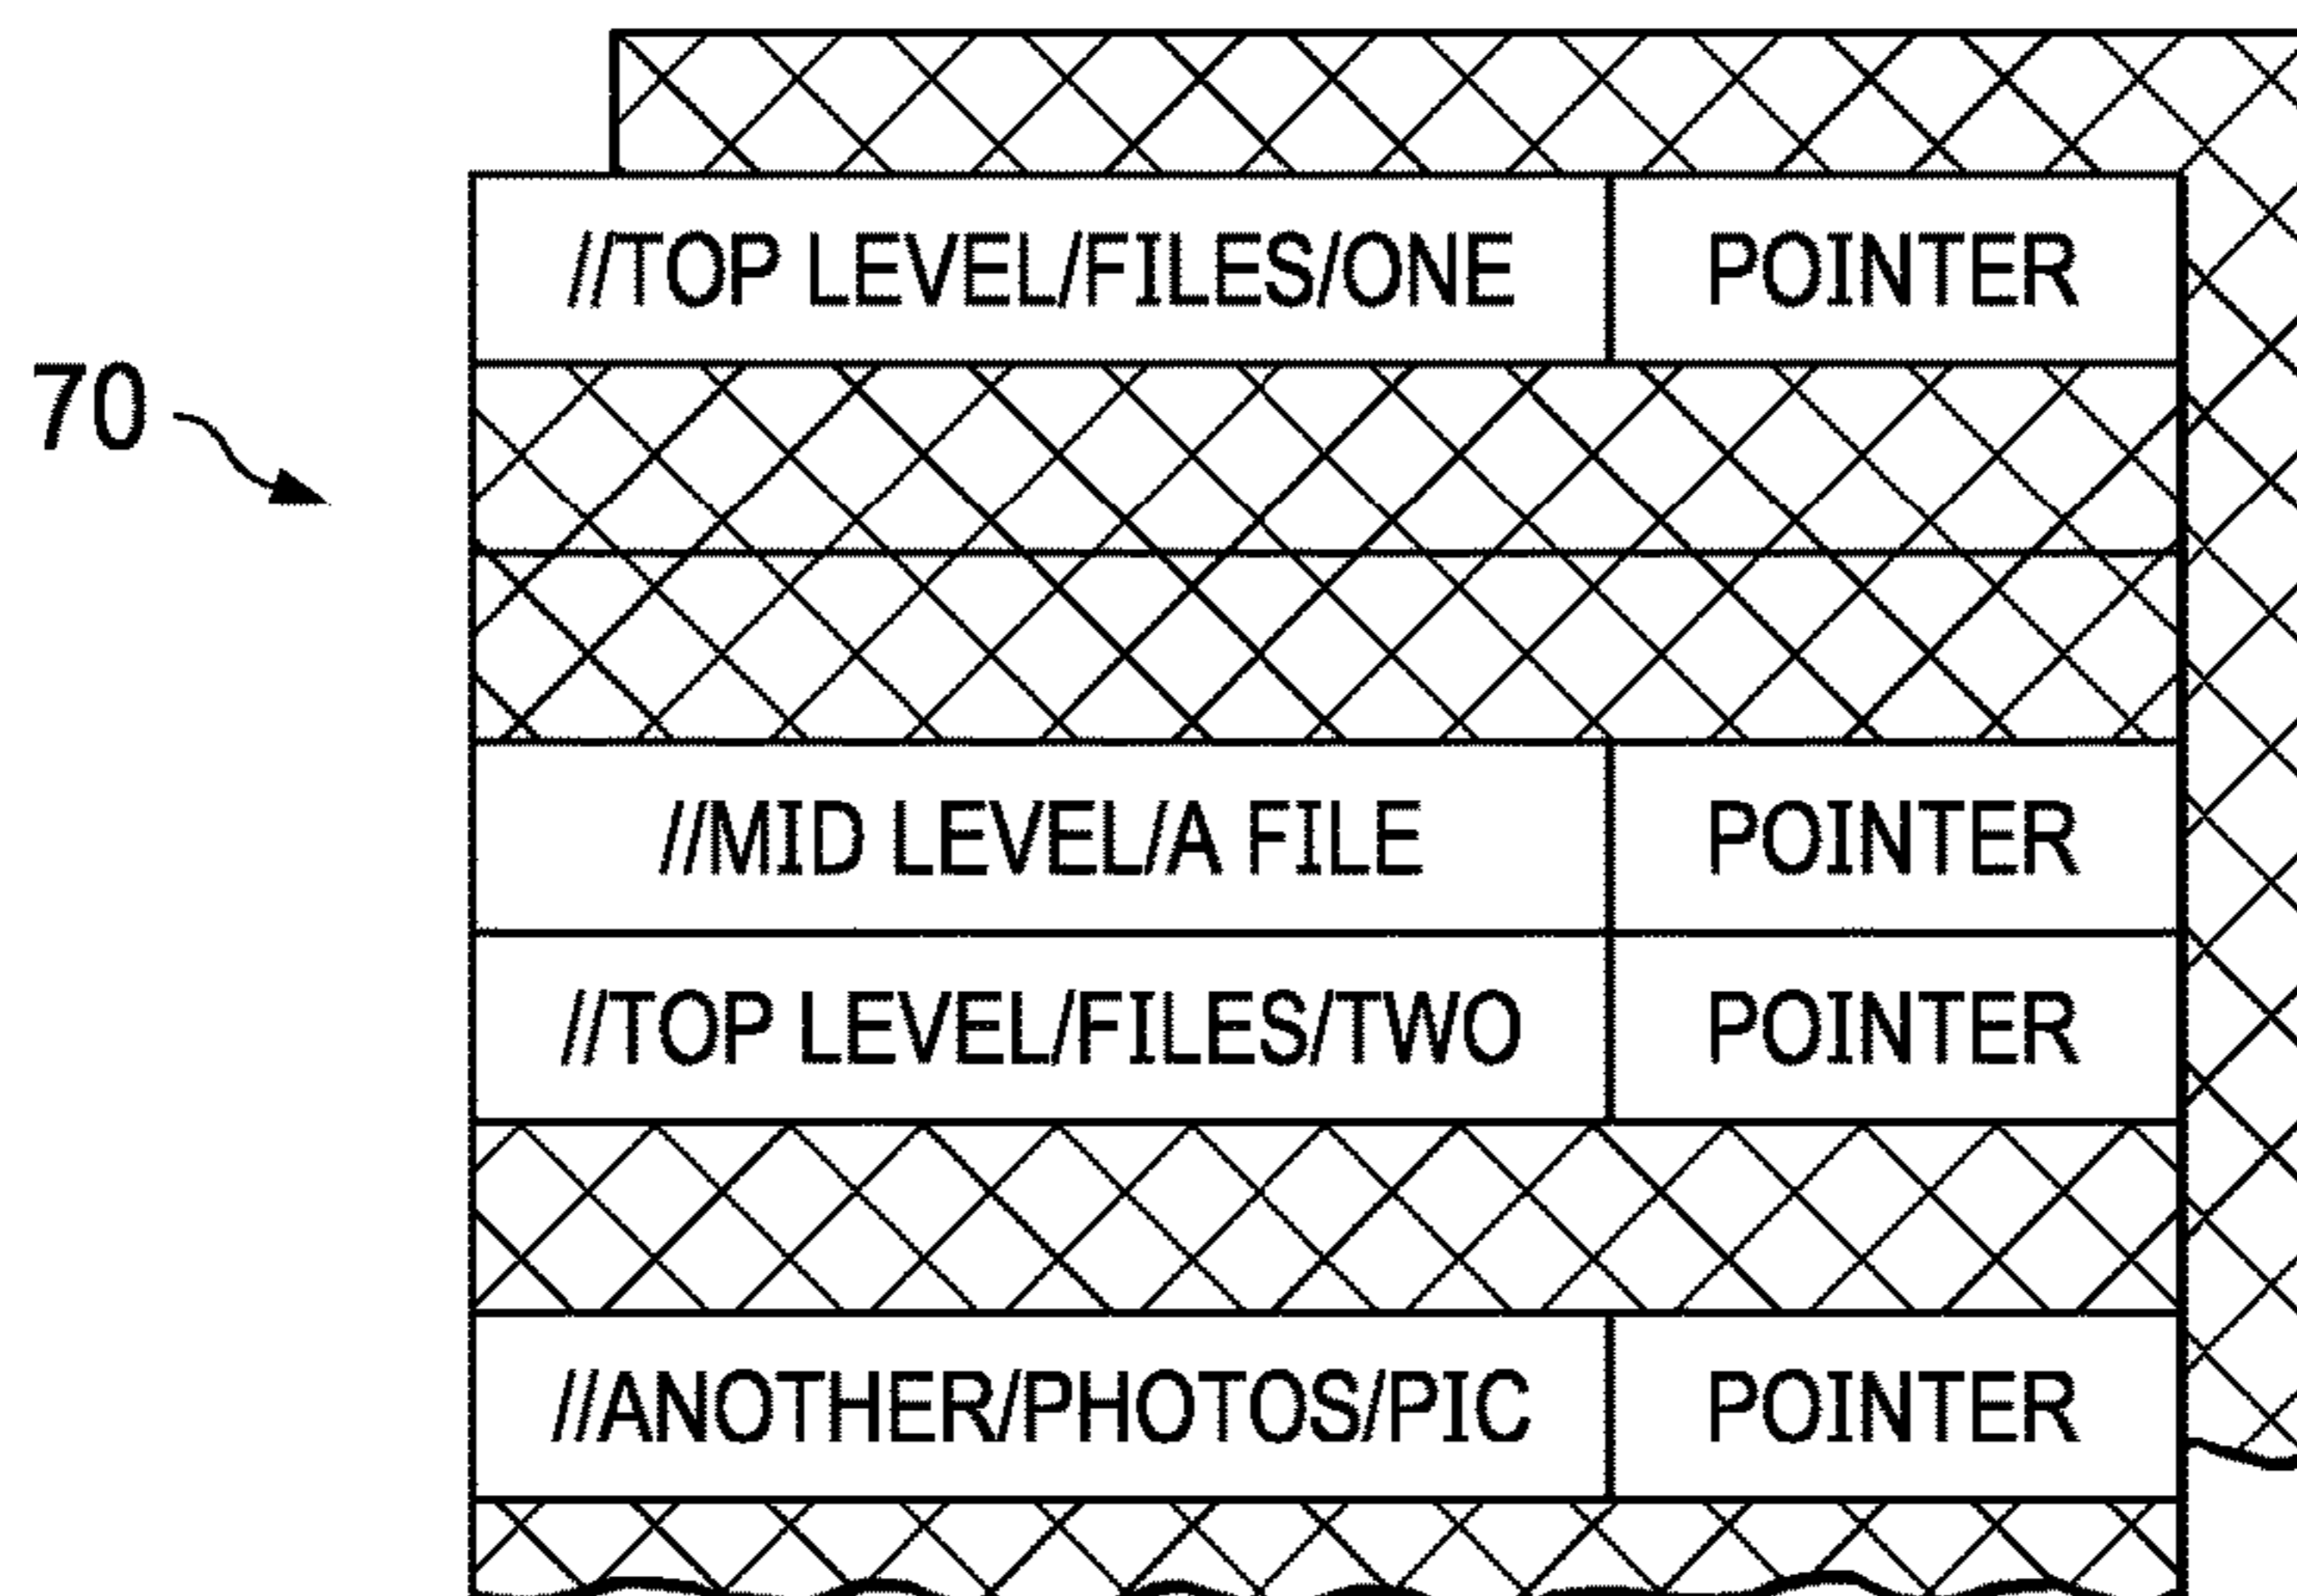 //TOP LEVEL/FILES/ONE POINTER
70
//MID LEVEL/A FILE POINTER
//TOP LEVEL/FILES/TWO POINTER
//ANOTHER/PHOTOS/PIC POINTER